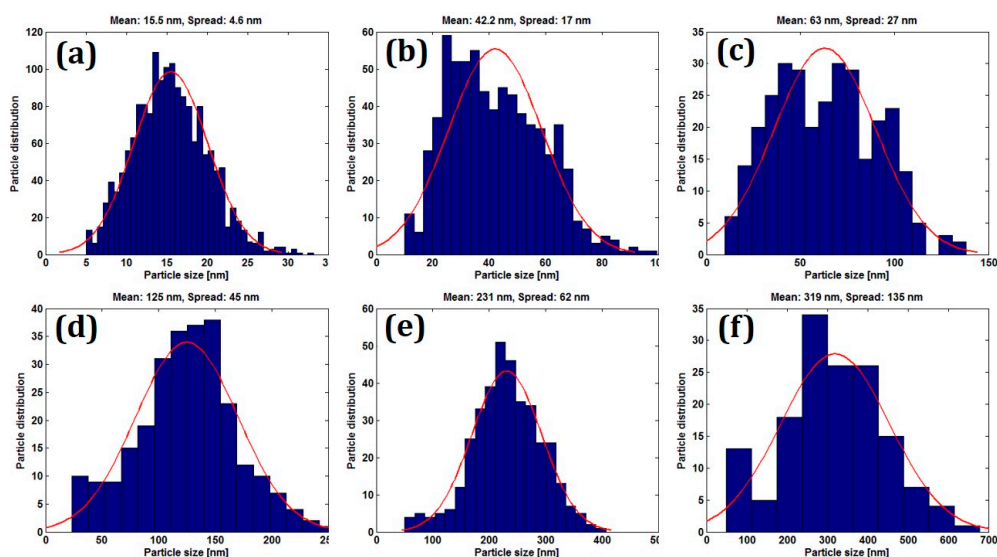 Mean: 15.5 nm, Spread: 4.6 nm
(a)
Particle distribution
120
100
80
60
40
20
0
0 5 10 15 20 25 30 3
Particle size [nm]
Mean: 42.2 nm, Spread: 17 nm
(b)
Particle distribution
60
50
40
30
20
10
0
0 20 40 60 80 100
Particle size [nm]
Mean: 63 nm, Spread: 27 nm
(c)
Particle distribution
35
30
25
20
15
10
5
0
0 50 100 150
Particle size [nm]
Mean: 125 nm, Spread: 45 nm
(d)
Particle distribution
40
35
30
25
20
15
10
5
0
0 50 100 150 200 250
Particle size [nm]
Mean: 231 nm, Spread: 62 nm
(e)
Particle distribution
60
50
40
30
20
10
0
0 100 200 300 400 500
Particle size [nm]
Mean: 319 nm, Spread: 135 nm
(f)
Particle distribution
35
30
25
20
15
10
5
0
0 100 200 300 400 500 600 700
Particle size [nm]